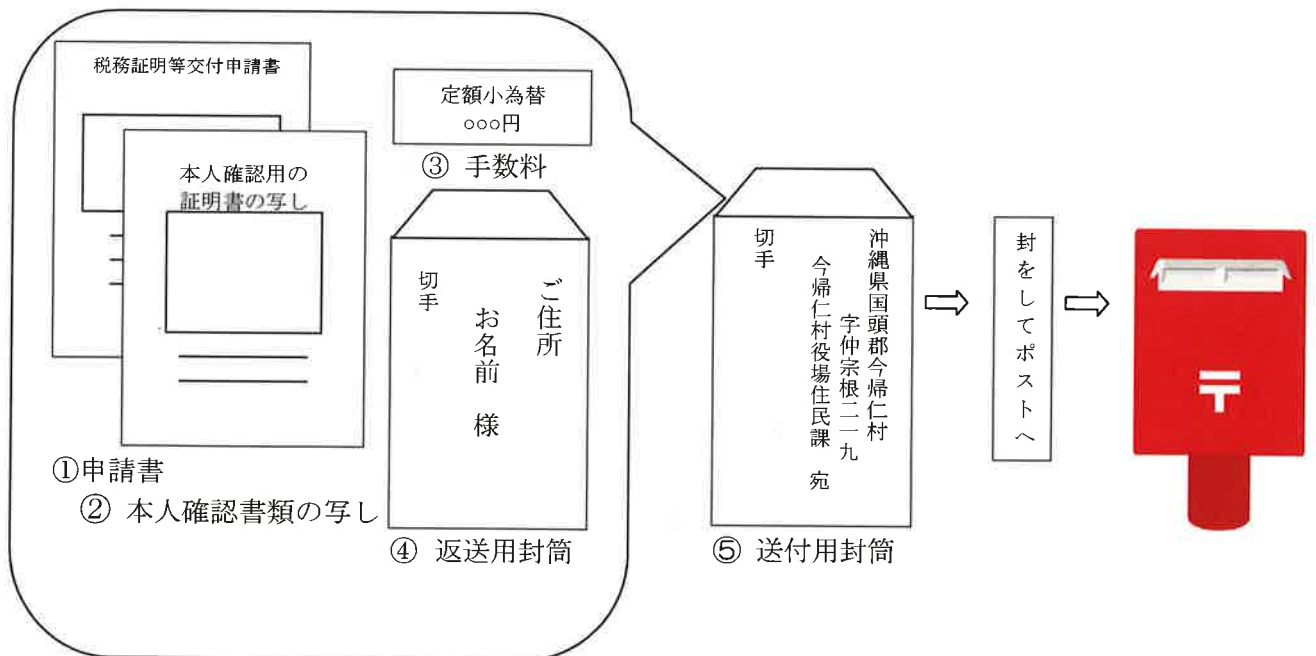 税務証明等交付申請書
本人確認用の
証明書の写し
①申請書
② 本人確認書類の写し
定額小為替
○○○円
③ 手数料
ご住所
お名前 様
切手
④ 返送用封筒
沖縄県国頭郡今帰仁村
字仲宗根二一九
今帰仁村役場住民課 宛
切手
⑤ 送付用封筒
封をしてポストへ
〒